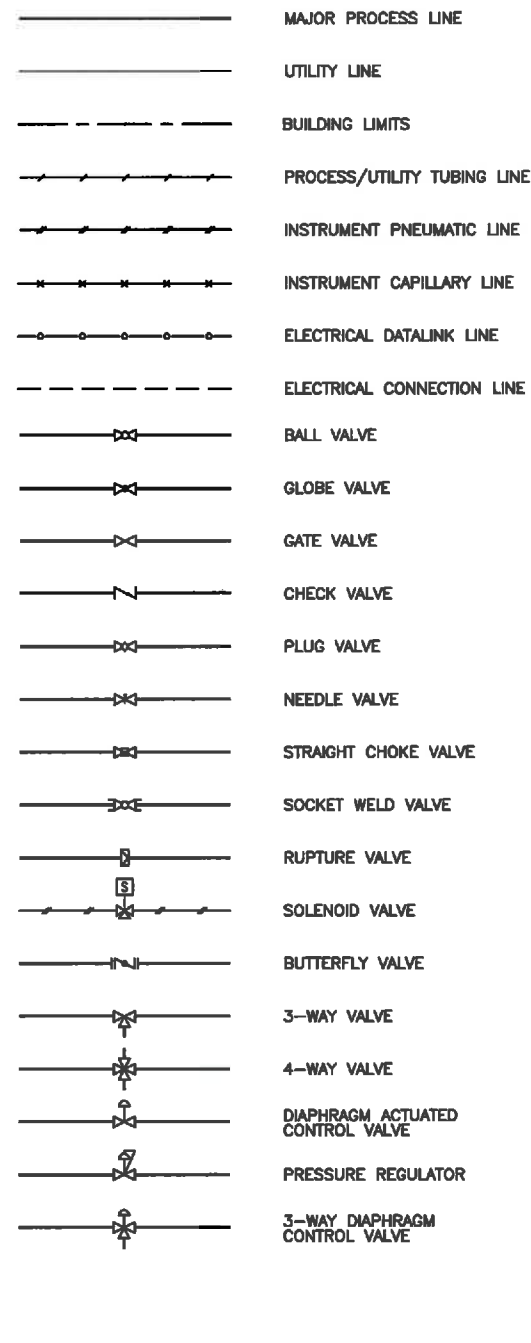 MAJOR PROCESS LINE
UTILITY LINE
BUILDING LIMITS
PROCESS/UTILITY TUBING LINE
INSTRUMENT PNEUMATIC LINE
INSTRUMENT CAPILLARY LINE
ELECTRICAL DATALINK LINE
ELECTRICAL CONNECTION LINE
BALL VALVE
GLOBE VALVE
GATE VALVE
CHECK VALVE
PLUG VALVE
NEEDLE VALVE
STRAIGHT CHOKE VALVE
SOCKET WELD VALVE
RUPTURE VALVE
S
SOLENOID VALVE
BUTTERFLY VALVE
3-WAY VALVE
4-WAY VALVE
DIAPHRAGM ACTUATED
CONTROL VALVE
PRESSURE REGULATOR
3-WAY DIAPHRAGM
CONTROL VALVE